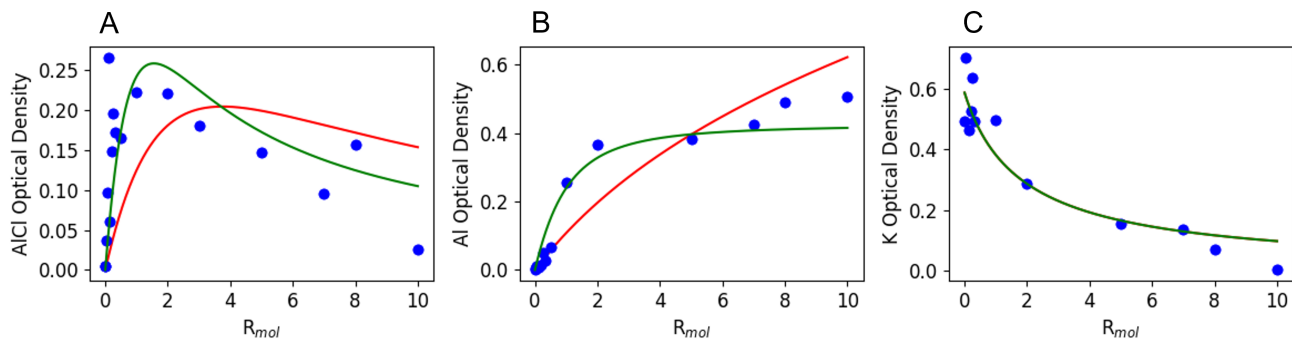 A
AlCl Optical Density
0.25
0.20
0.15
0.10
0.05
0.00
0 2 4 6 8 10
R_mol
B
Al Optical Density
0.6
0.4
0.2
0.0
0 2 4 6 8 10
R_mol
C
K Optical Density
0.6
0.4
0.2
0.0
0 2 4 6 8 10
R_mol